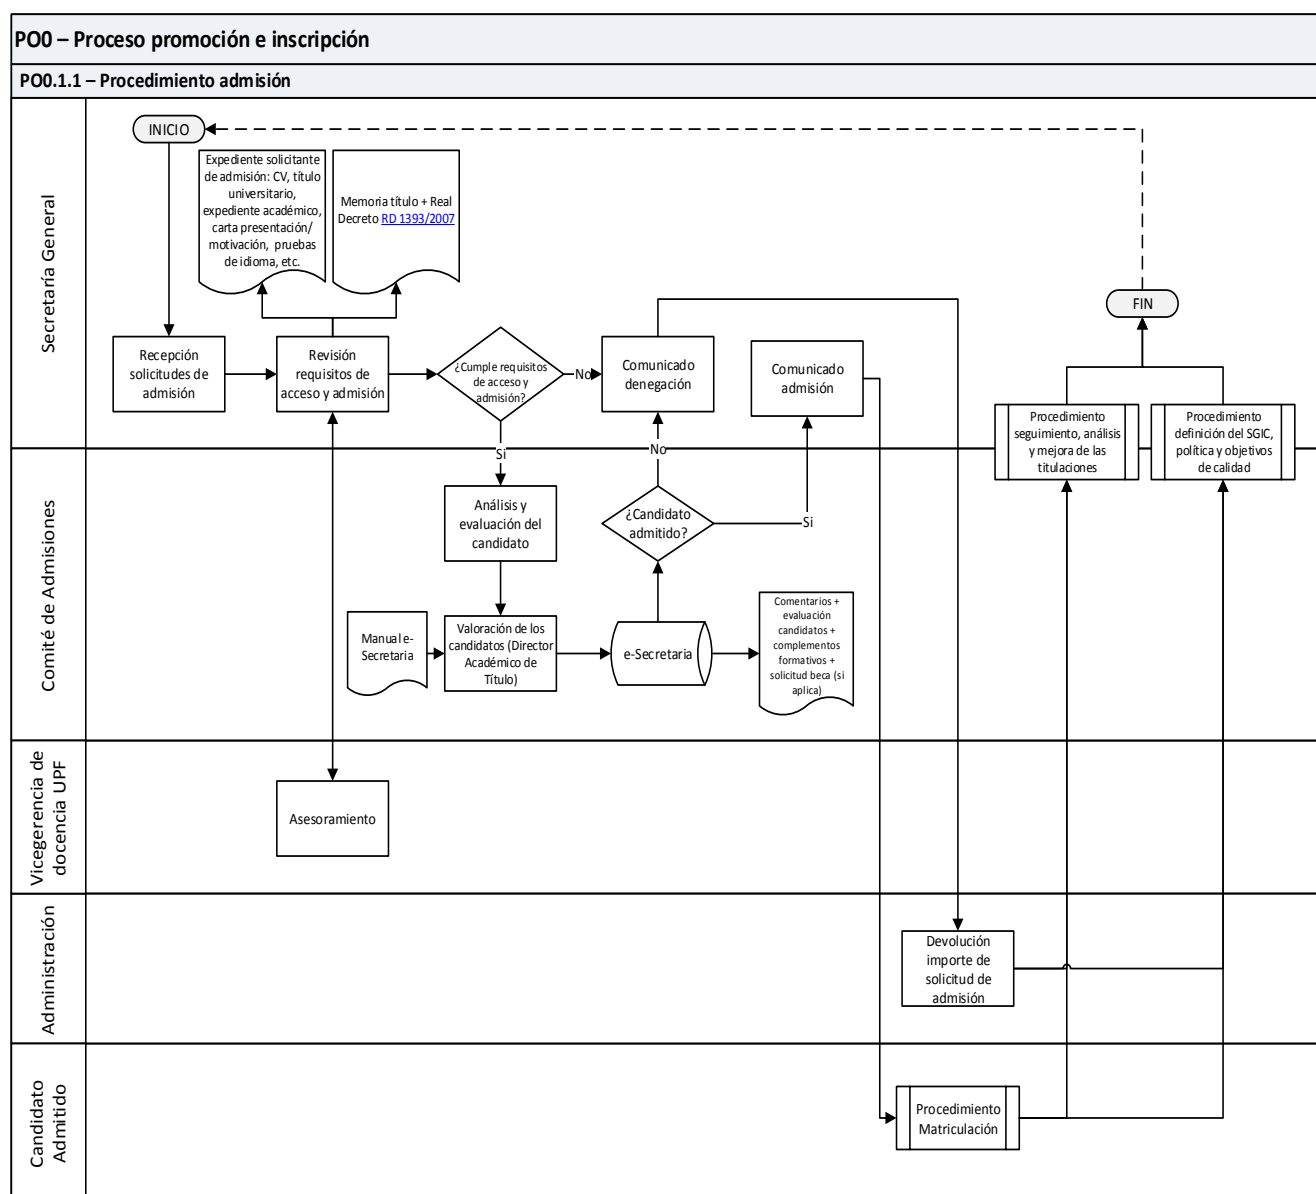 PO0 – Proceso promoción e inscripción
PO0.1.1 – Procedimiento admisión
Secretaría General
INICIO
Expediente solicitante
de admisión: CV, título
universitario,
expediente académico,
carta presentación/
motivación, pruebas
de idioma, etc.
Memoria título + Real
Decreto RD 1393/2007
FIN
Recepción
solicitudes de
admisión
Revisión
requisitos de
acceso y admisión
¿Cumple requisitos
de acceso y
admisión?
No
Comunicado
denegación
Comunicado
admisión
Procedimiento
seguimiento, análisis
y mejora de las
titulaciones
Procedimiento
definición del SGIC,
política y objetivos
de calidad
Si
No
Comité de Admisiones
Análisis y
evaluación del
candidato
¿Candidato
admitido?
Si
Manual e-
Secretaria
Valoración de los
candidatos (Director
Académico de
Título)
e-Secretaria
Comentarios +
evaluación
candidatos +
complementos
formativos +
solicitud beca (si
aplica)
Vicegerencia de
docencia UPF
Asesoramiento
Administración
Devolución
importe de
solicitud de
admisión
Candidato
Admitido
Procedimiento
Matriculación